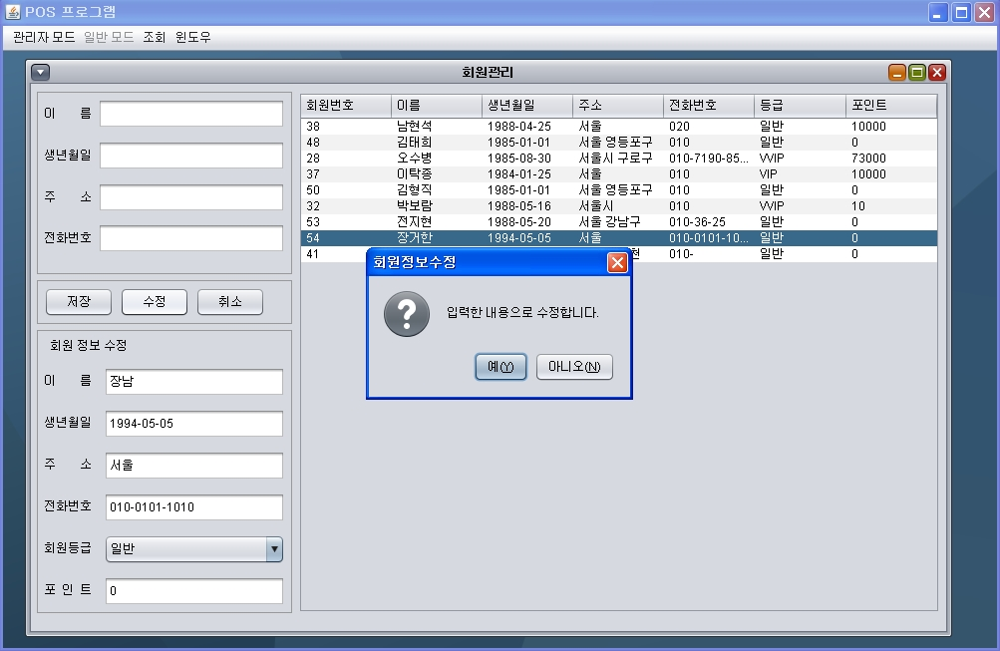 POS 프로그램
관리자 모드 일반 모드 조회 윈도우
회원관리
이 름
생년월일
주 소
전화번호
저장 수정 취소
회원 정보 수정
이 름 장남
생년월일 1994-05-05
주 소 서울
전화번호 010-0101-1010
회원등급 일반
포 인 트 0
회원번호 이름 생년월일 주소 전화번호 등급 포인트
38 남현석 1988-04-25 서울 020 일반 10000
48 김태희 1985-01-01 서울 영등포구 010 일반 0
28 오수병 1985-08-30 서울시 구로구 010-7190-85... VVIP 73000
37 이탁종 1984-01-25 서울 010 VIP 10000
50 김형직 1985-01-01 서울 영등포구 010 일반 0
32 박보람 1988-05-16 서울시 010 VVIP 10
53 전지현 1988-05-20 서울 강남구 010-36-25 일반 0
54 장거한 1994-05-05 서울 010-0101-10... 일반 0
41 천 010- 일반 0
회원정보수정
입력한 내용으로 수정합니다.
예(Y) 아니오(N)